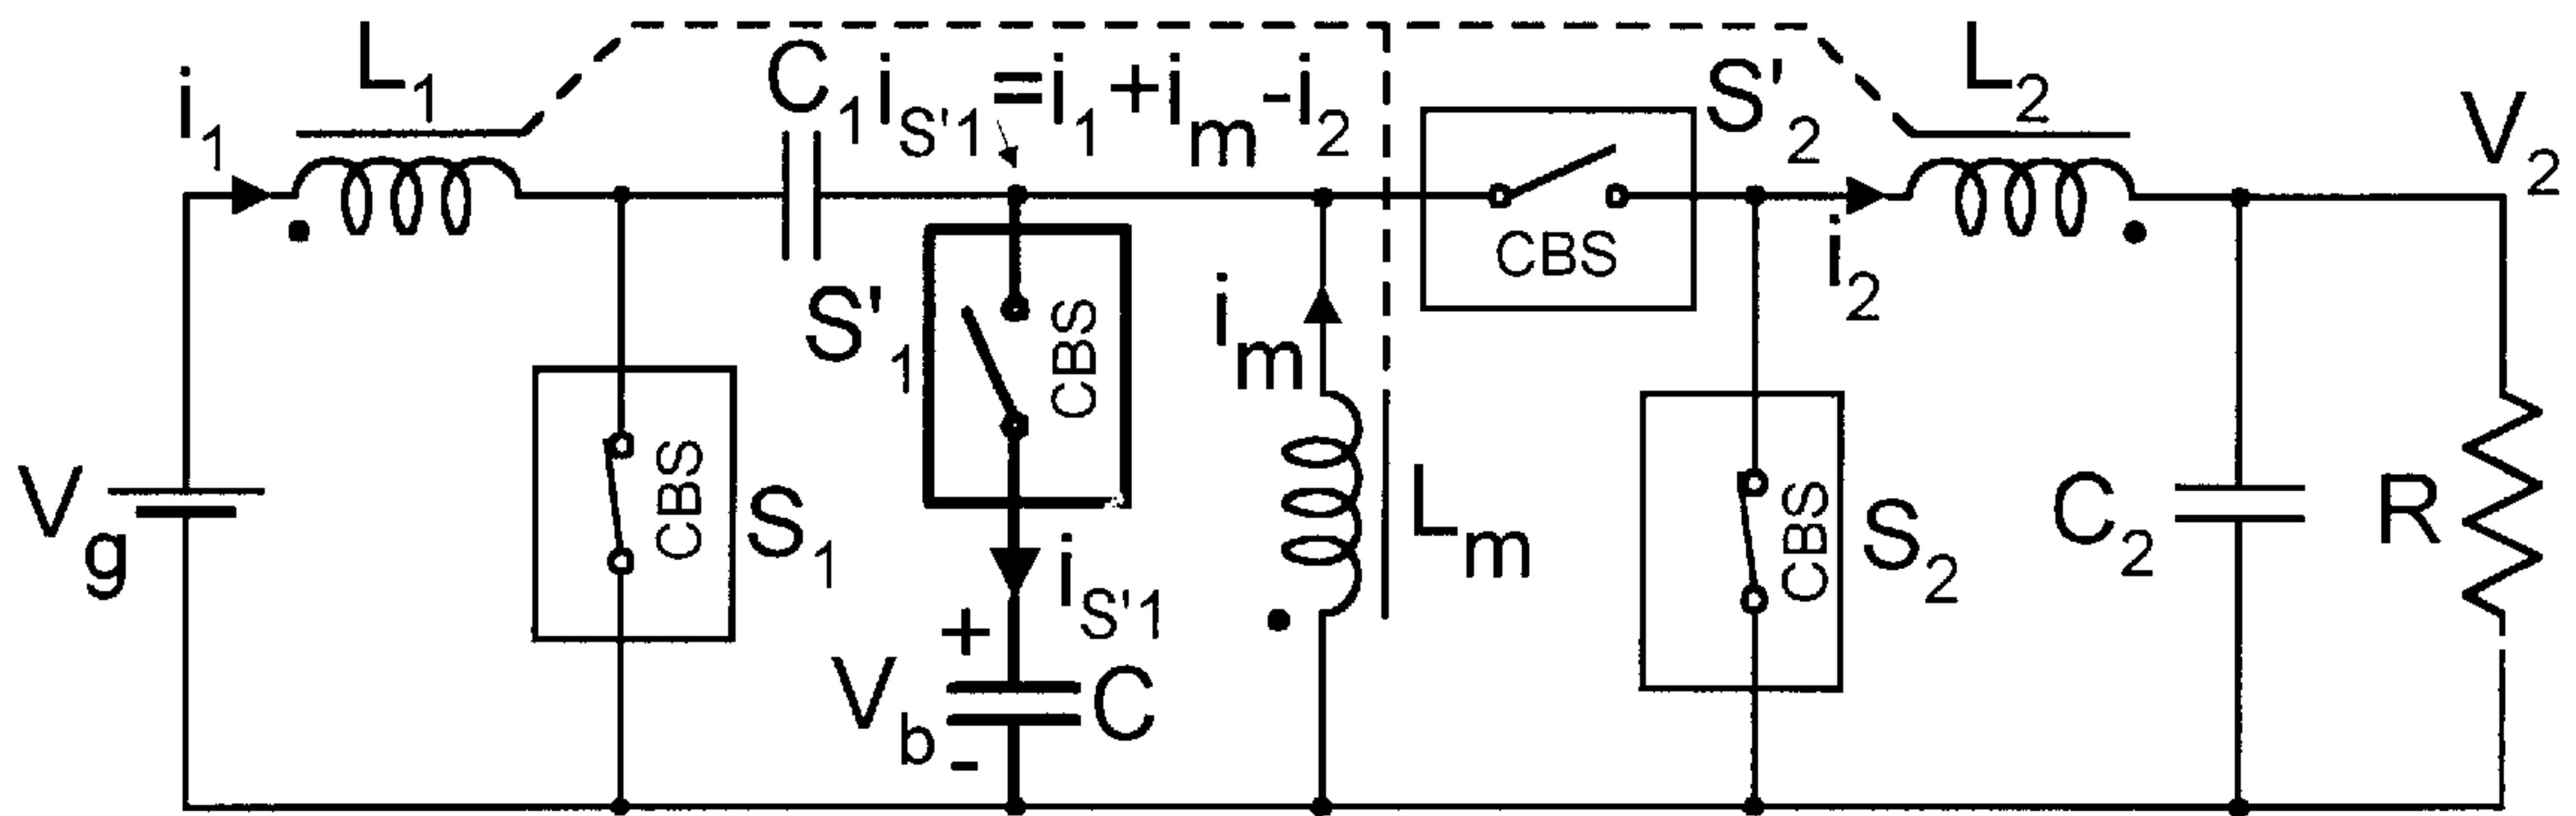 i1
L1
C1
iS'1=i1+im-i2
S'2
L2
V2
CBS
i2
S'1
CBS
im
Vg
CBS
S1
iS'1
Lm
CBS
S2
C2
R
+
Vb
C
-